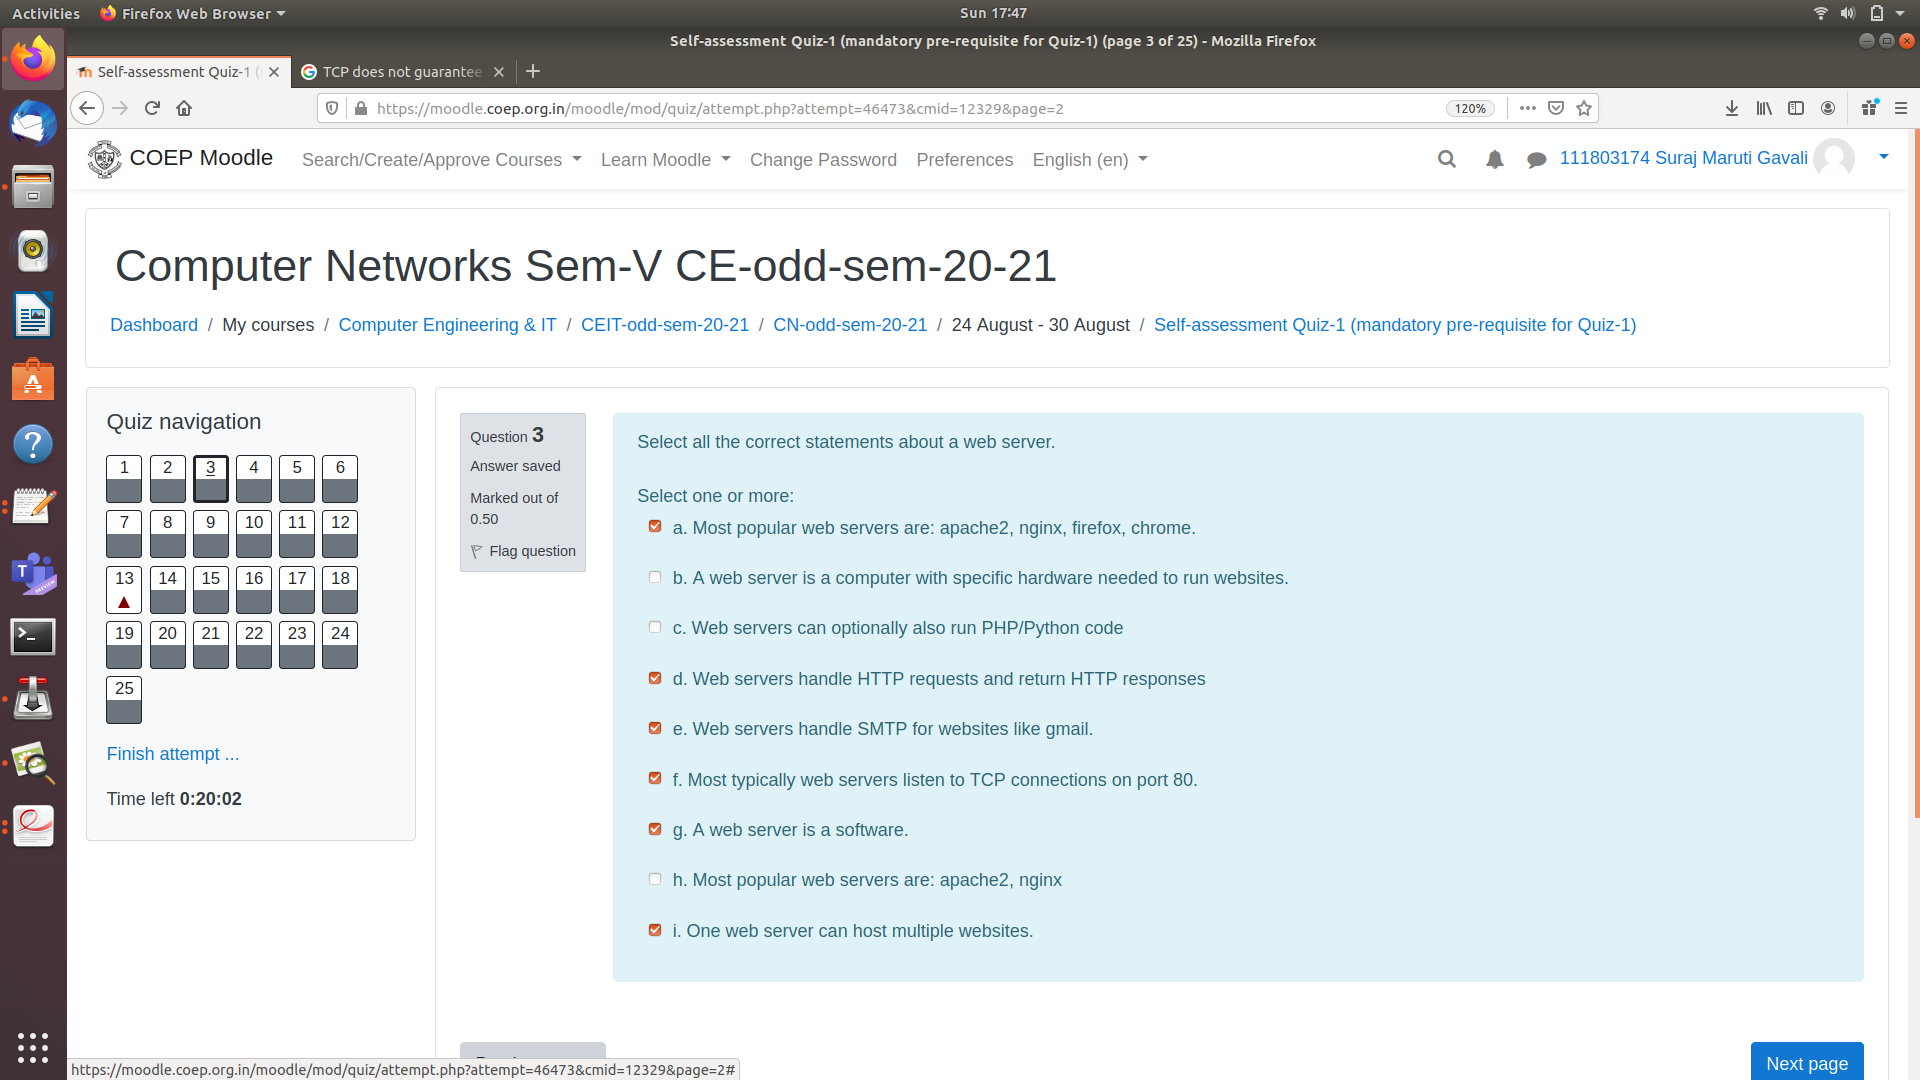 Activities
Firefox Web Browser
Sun 17:47
Self-assessment Quiz-1 (mandatory pre-requisite for Quiz-1) (page 3 of 25) - Mozilla Firefox
Self-assessment Quiz-1 (
TCP does not guarantee
https://moodle.coep.org.in/moodle/mod/quiz/attempt.php?attempt=46473&cmid=12329&page=2
120%
COEP Moodle
Search/Create/Approve Courses
Learn Moodle
Change Password
Preferences
English (en)
111803174 Suraj Maruti Gavali
Computer Networks Sem-V CE-odd-sem-20-21
Dashboard / My courses / Computer Engineering & IT / CEIT-odd-sem-20-21 / CN-odd-sem-20-21 / 24 August - 30 August / Self-assessment Quiz-1 (mandatory pre-requisite for Quiz-1)
Quiz navigation
1 2 3 4 5 6
7 8 9 10 11 12
13 14 15 16 17 18
19 20 21 22 23 24
25
Finish attempt ...
Time left 0:20:02
Question 3
Answer saved
Marked out of
0.50
Flag question
Select all the correct statements about a web server.
Select one or more:
a. Most popular web servers are: apache2, nginx, firefox, chrome.
b. A web server is a computer with specific hardware needed to run websites.
c. Web servers can optionally also run PHP/Python code
d. Web servers handle HTTP requests and return HTTP responses
e. Web servers handle SMTP for websites like gmail.
f. Most typically web servers listen to TCP connections on port 80.
g. A web server is a software.
h. Most popular web servers are: apache2, nginx
i. One web server can host multiple websites.
Next page
https://moodle.coep.org.in/moodle/mod/quiz/attempt.php?attempt=46473&cmid=12329&page=2#